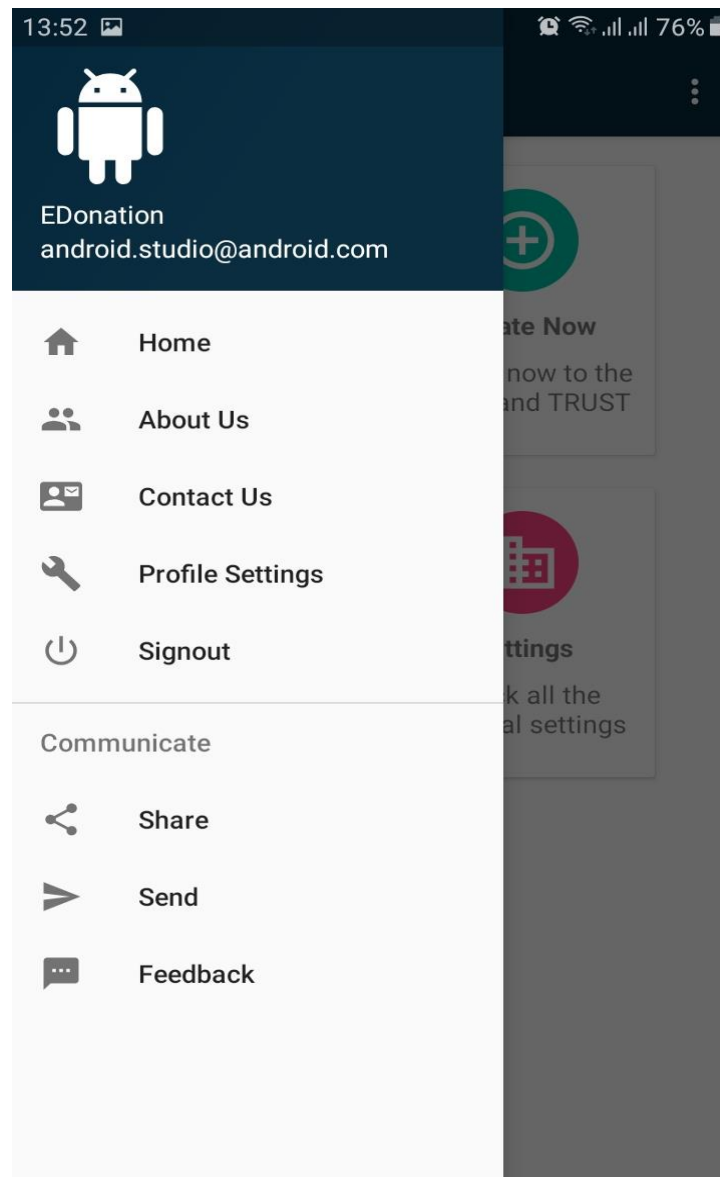 13:52
76%
EDonation
android.studio@android.com
Home
About Us
Contact Us
Profile Settings
Signout
Communicate
Share
Send
Feedback
ate Now
now to the
and TRUST
ttings
k all the
al settings